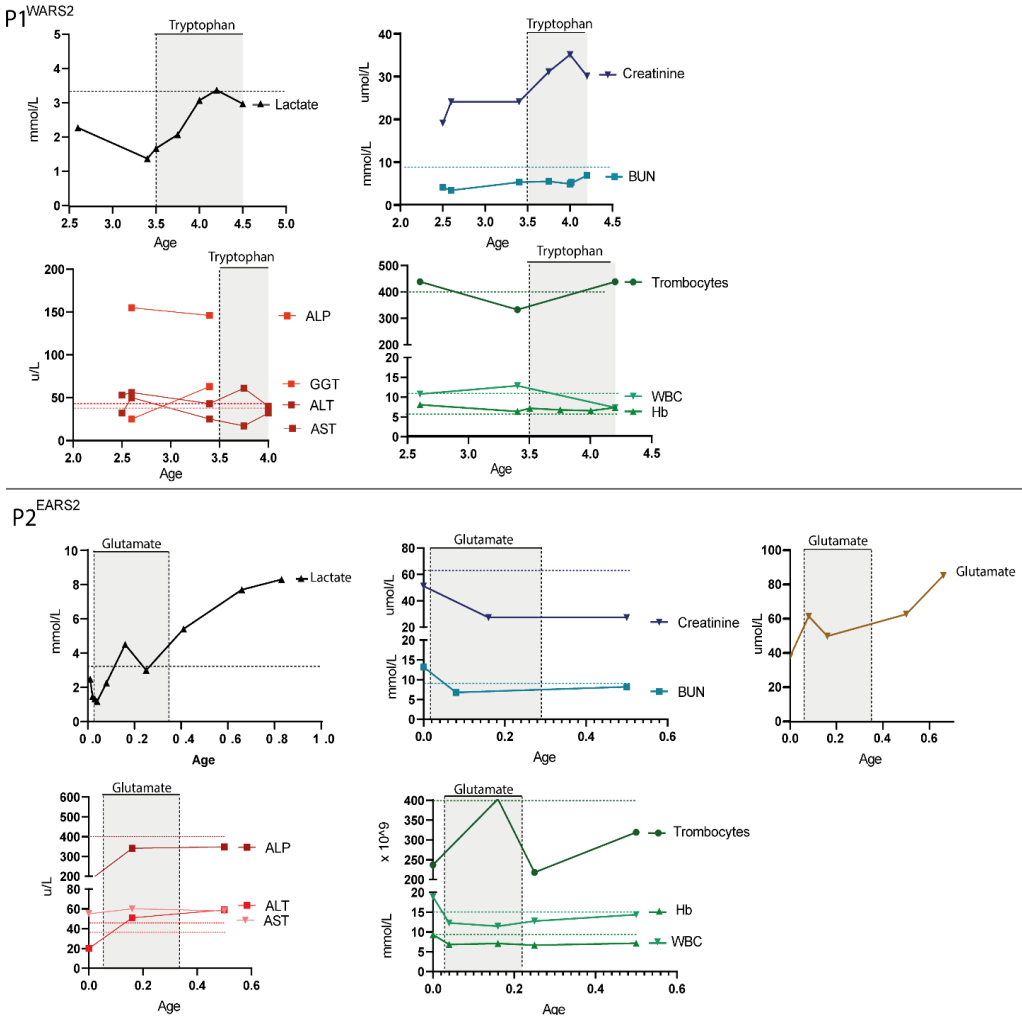 P1WARS2
Tryptophan
5
4
3
2
1
0
mmol/L
Lactate
2.5 3.0 3.5 4.0 4.5 5.0
Age
Tryptophan
40
30
20
10
0
umol/L
mmol/L
Creatinine
BUN
2.0 2.5 3.0 3.5 4.0 4.5
Age
Tryptophan
200
150
100
50
0
u/L
ALP
GGT
ALT
AST
2.0 2.5 3.0 3.5 4.0
Age
Tryptophan
500
400
300
200
20
15
10
5
0
Trombocytes
WBC
Hb
2.5 3.0 3.5 4.0 4.5
Age
P2EARS2
Glutamate
10
8
6
4
2
0
mmol/L
Lactate
0.0 0.2 0.4 0.6 0.8 1.0
Age
Glutamate
80
60
40
20
20
15
10
5
0
umol/L
mmol/L
Creatinine
BUN
0.0 0.2 0.4 0.6
Age
Glutamate
100
80
60
40
20
0
umol/L
Glutamate
0.0 0.2 0.4 0.6
Age
Glutamate
600
500
400
300
200
80
60
40
20
0
u/L
ALP
ALT
AST
0.0 0.2 0.4 0.6
Age
Glutamate
400
350
300
250
200
20
15
10
5
0
x 10^9
mmol/L
Trombocytes
Hb
WBC
0.0 0.2 0.4 0.6
Age